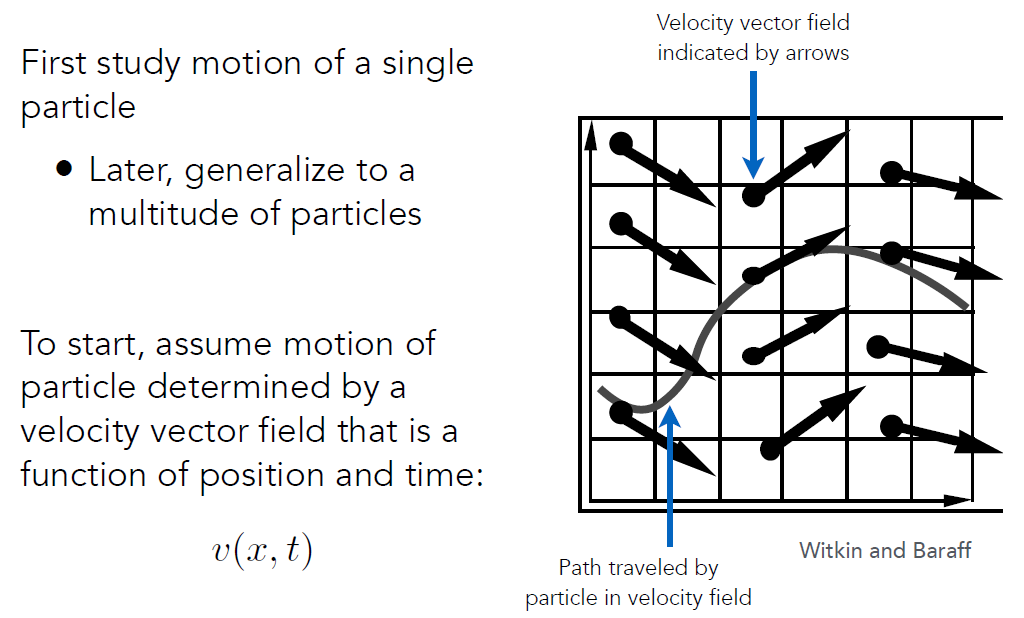 First study motion of a single
particle
• Later, generalize to a
multitude of particles
To start, assume motion of
particle determined by a
velocity vector field that is a
function of position and time:
v(x, t)
Velocity vector field
indicated by arrows
Witkin and Baraff
Path traveled by
particle in velocity field